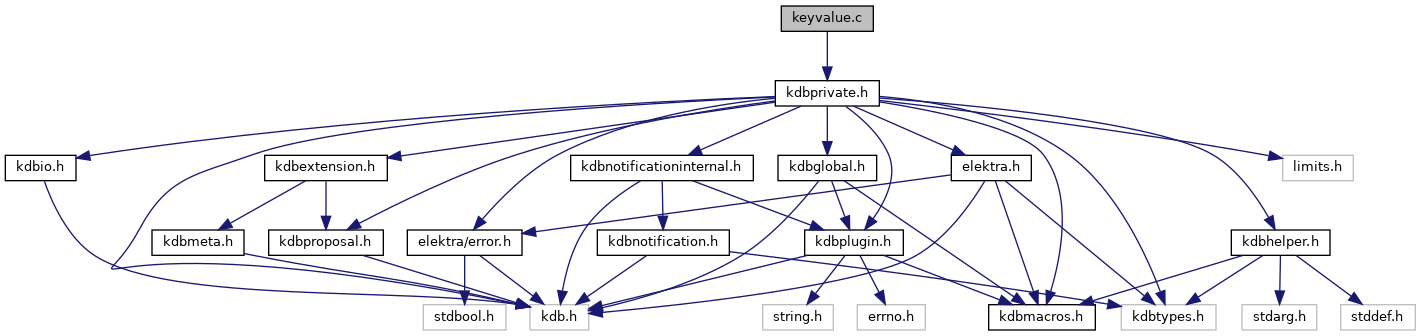 keyvalue.c
kdbprivate.h
kdbio.h
kdbextension.h
kdbnotificationinternal.h
kdbglobal.h
elektra.h
limits.h
kdbmeta.h
kdbproposal.h
elektra/error.h
kdbnotification.h
kdbplugin.h
kdbhelper.h
stdbool.h
kdb.h
string.h
errno.h
kdbmacros.h
kdbtypes.h
stdarg.h
stddef.h